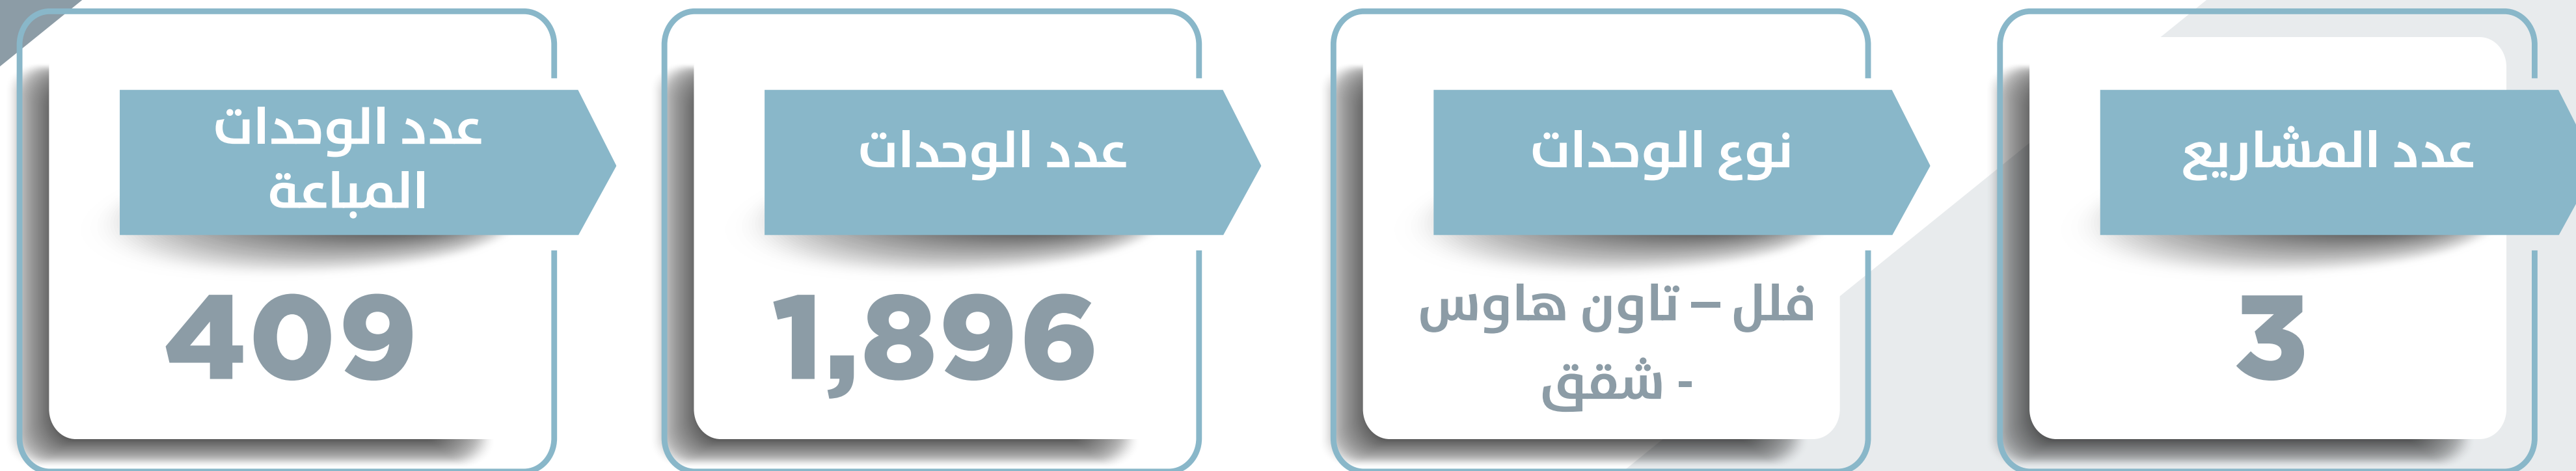 عدد المشاريع
3
نوع الوحدات
فلل – تاون هاوس
- شقق
عدد الوحدات
1,896
عدد الوحدات
المباعة
409